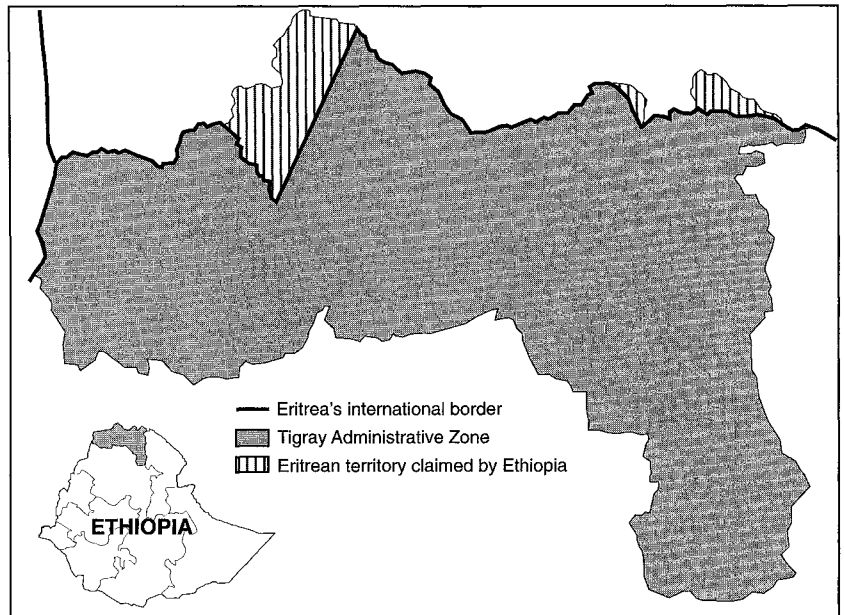 Eritrea's international border
Tigray Administrative Zone
Eritrean territory claimed by Ethiopia
ETHIOPIA